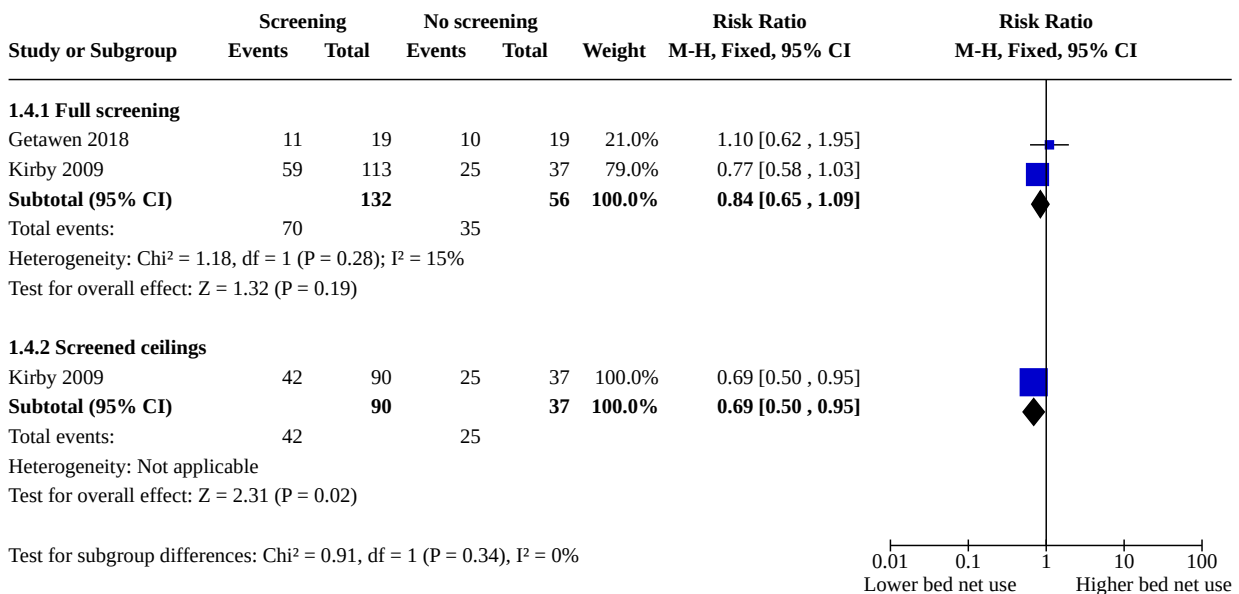 Screening No screening Risk Ratio Risk Ratio
Study or Subgroup Events Total Events Total Weight M-H, Fixed, 95% CI M-H, Fixed, 95% CI
1.4.1 Full screening
Getawen 2018 11 19 10 19 21.0% 1.10 [0.62 , 1.95]
Kirby 2009 59 113 25 37 79.0% 0.77 [0.58 , 1.03]
Subtotal (95% CI) 132 56 100.0% 0.84 [0.65 , 1.09]
Total events: 70 35
Heterogeneity: Chi² = 1.18, df = 1 (P = 0.28); I² = 15%
Test for overall effect: Z = 1.32 (P = 0.19)
1.4.2 Screened ceilings
Kirby 2009 42 90 25 37 100.0% 0.69 [0.50 , 0.95]
Subtotal (95% CI) 90 37 100.0% 0.69 [0.50 , 0.95]
Total events: 42 25
Heterogeneity: Not applicable
Test for overall effect: Z = 2.31 (P = 0.02)
Test for subgroup differences: Chi² = 0.91, df = 1 (P = 0.34), I² = 0%
0.01 0.1 1 10 100
Lower bed net use Higher bed net use